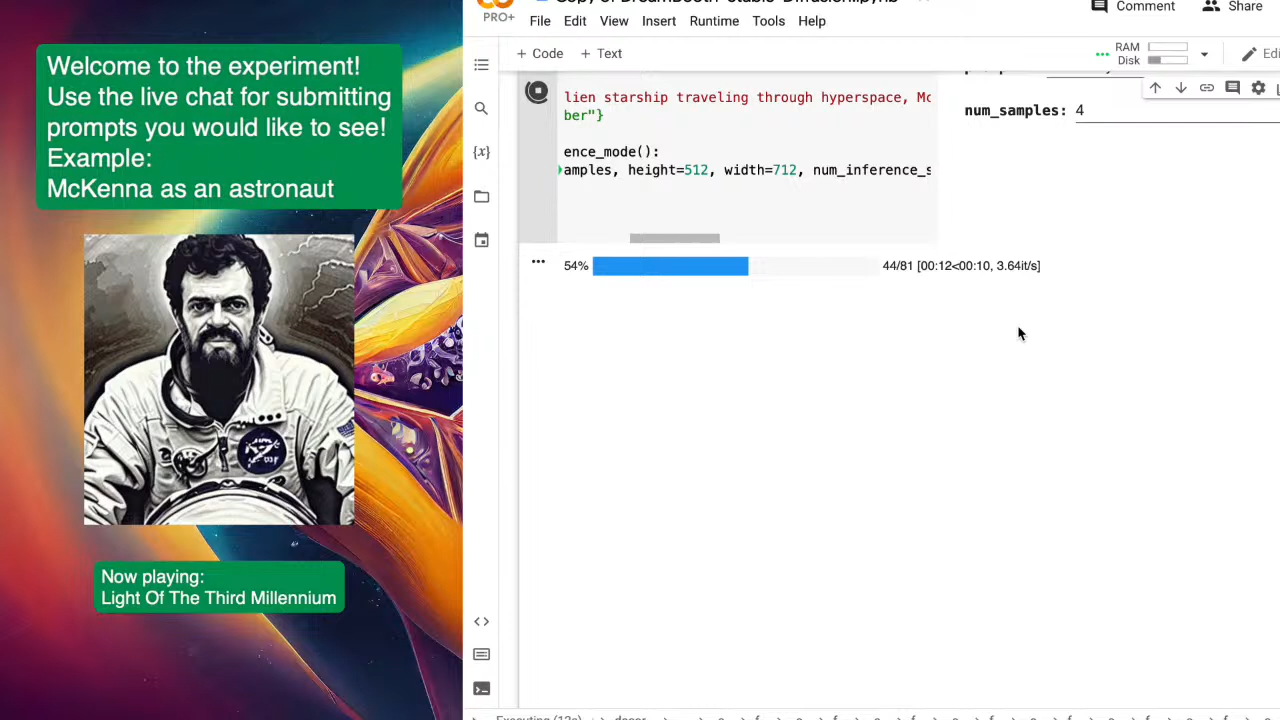 Welcome to the experiment!
Use the live chat for submitting
prompts you would like to see!
Example:
McKenna as an astronaut
Now playing:
Light Of The Third Millennium
PRO+
File Edit View Insert Runtime Tools Help
Comment
Share
+ Code + Text
RAM
Disk
lien starship traveling through hyperspace, Mc
ber"}
ence_mode():
amples, height=512, width=712, num_inference_s
num_samples: 4
54%
44/81 [00:12<00:10, 3.64it/s]